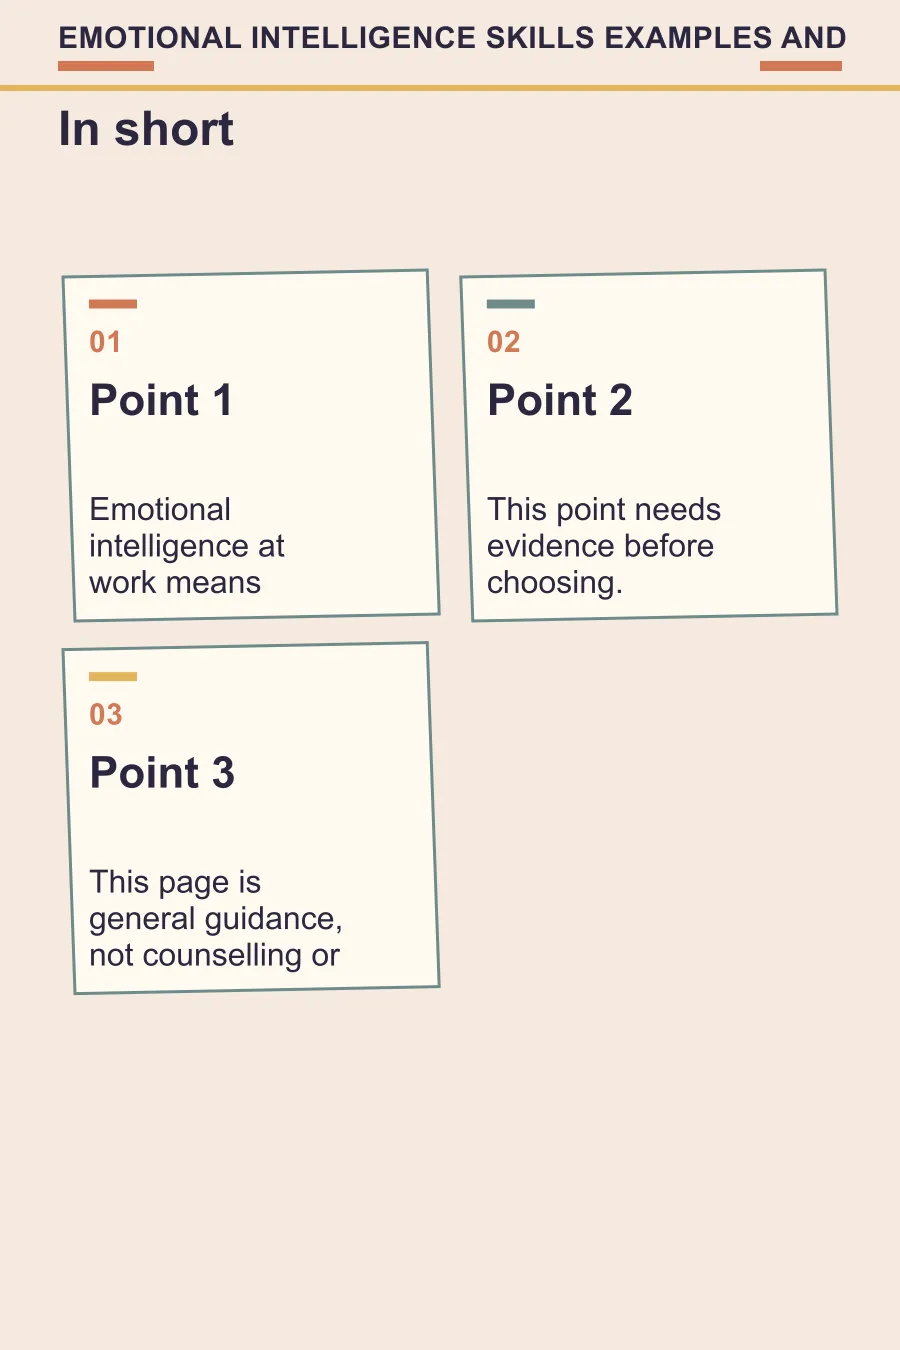 EMOTIONAL INTELLIGENCE SKILLS EXAMPLES AND
In short
01
Point 1
Emotional
intelligence at
work means
02
Point 2
This point needs
evidence before
choosing.
03
Point 3
This page is
general guidance,
not counselling or